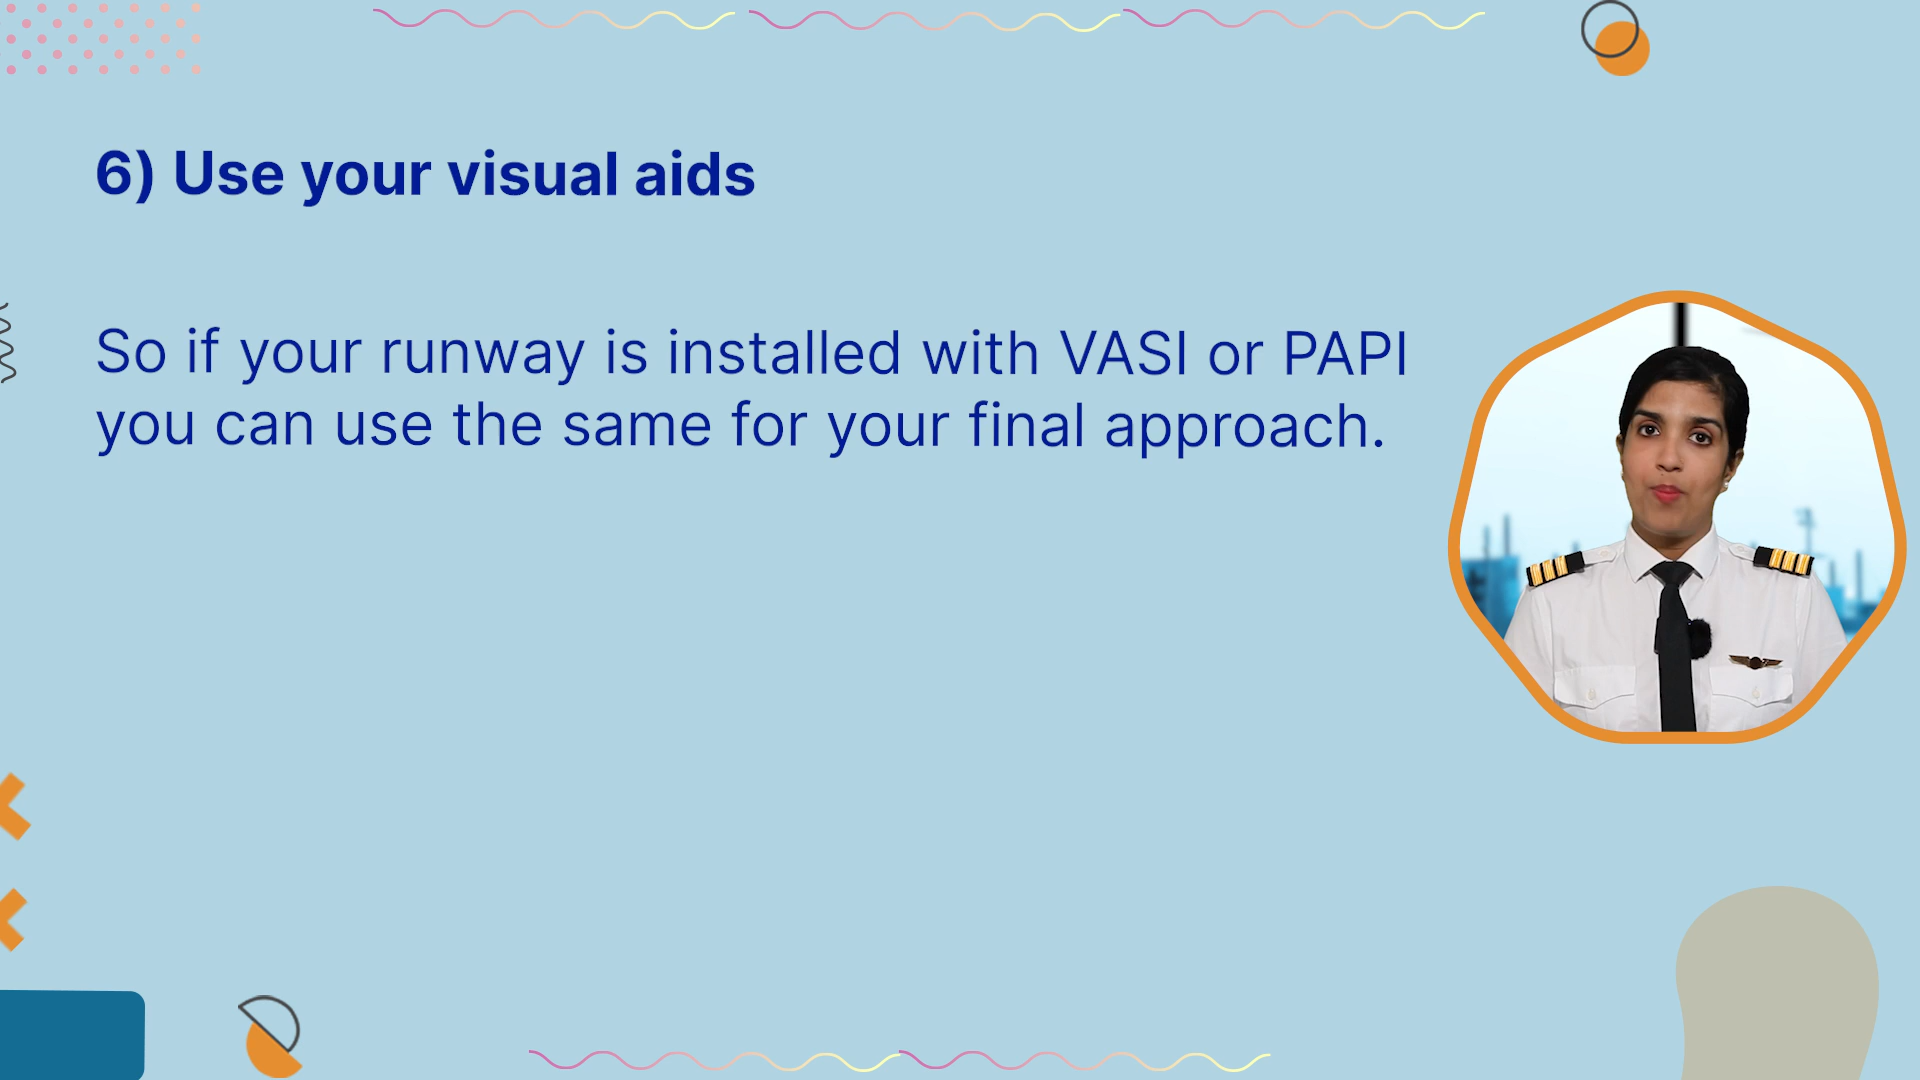 6) Use your visual aids
So if your runway is installed with VASI or PAPI
you can use the same for your final approach.